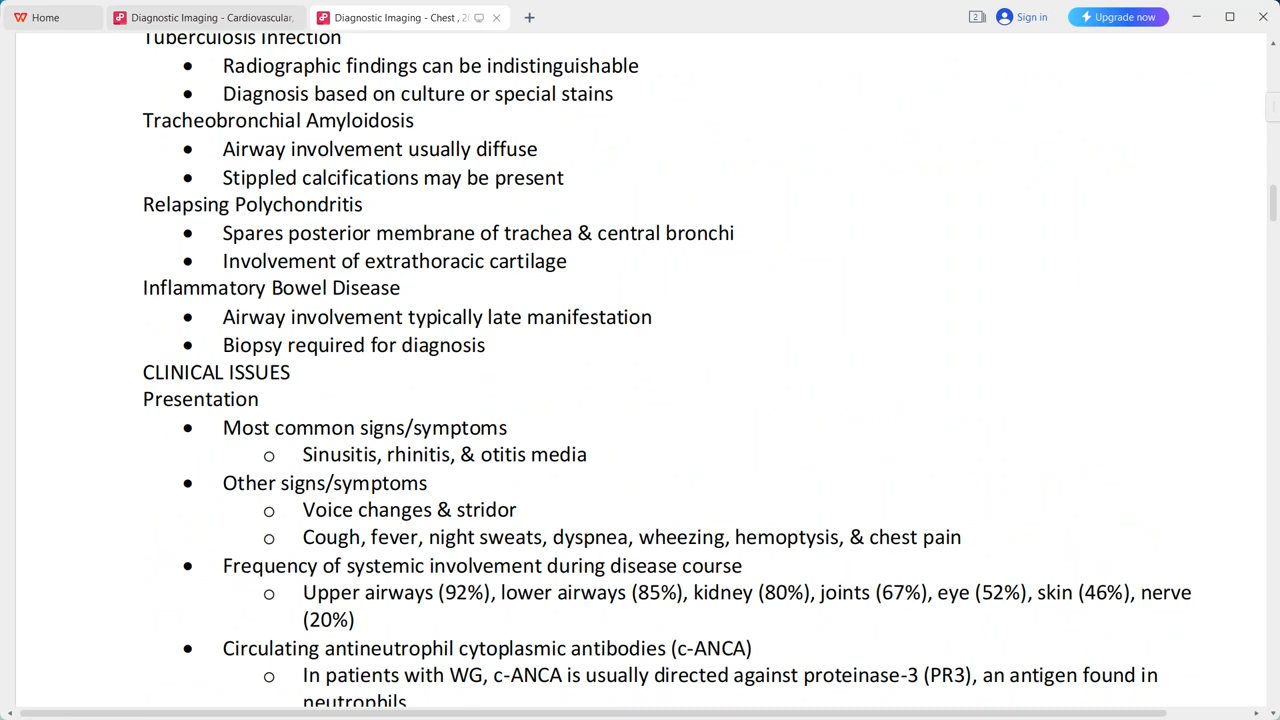 Home
Diagnostic Imaging - Cardiovascular,
Diagnostic Imaging - Chest , 20
2
Sign in
Upgrade now
Tuberculosis Infection
• Radiographic findings can be indistinguishable
• Diagnosis based on culture or special stains
Tracheobronchial Amyloidosis
• Airway involvement usually diffuse
• Stippled calcifications may be present
Relapsing Polychondritis
• Spares posterior membrane of trachea & central bronchi
• Involvement of extrathoracic cartilage
Inflammatory Bowel Disease
• Airway involvement typically late manifestation
• Biopsy required for diagnosis
CLINICAL ISSUES
Presentation
• Most common signs/symptoms
o Sinusitis, rhinitis, & otitis media
• Other signs/symptoms
o Voice changes & stridor
o Cough, fever, night sweats, dyspnea, wheezing, hemoptysis, & chest pain
• Frequency of systemic involvement during disease course
o Upper airways (92%), lower airways (85%), kidney (80%), joints (67%), eye (52%), skin (46%), nerve
(20%)
• Circulating antineutrophil cytoplasmic antibodies (c-ANCA)
o In patients with WG, c-ANCA is usually directed against proteinase-3 (PR3), an antigen found in
neutrophils